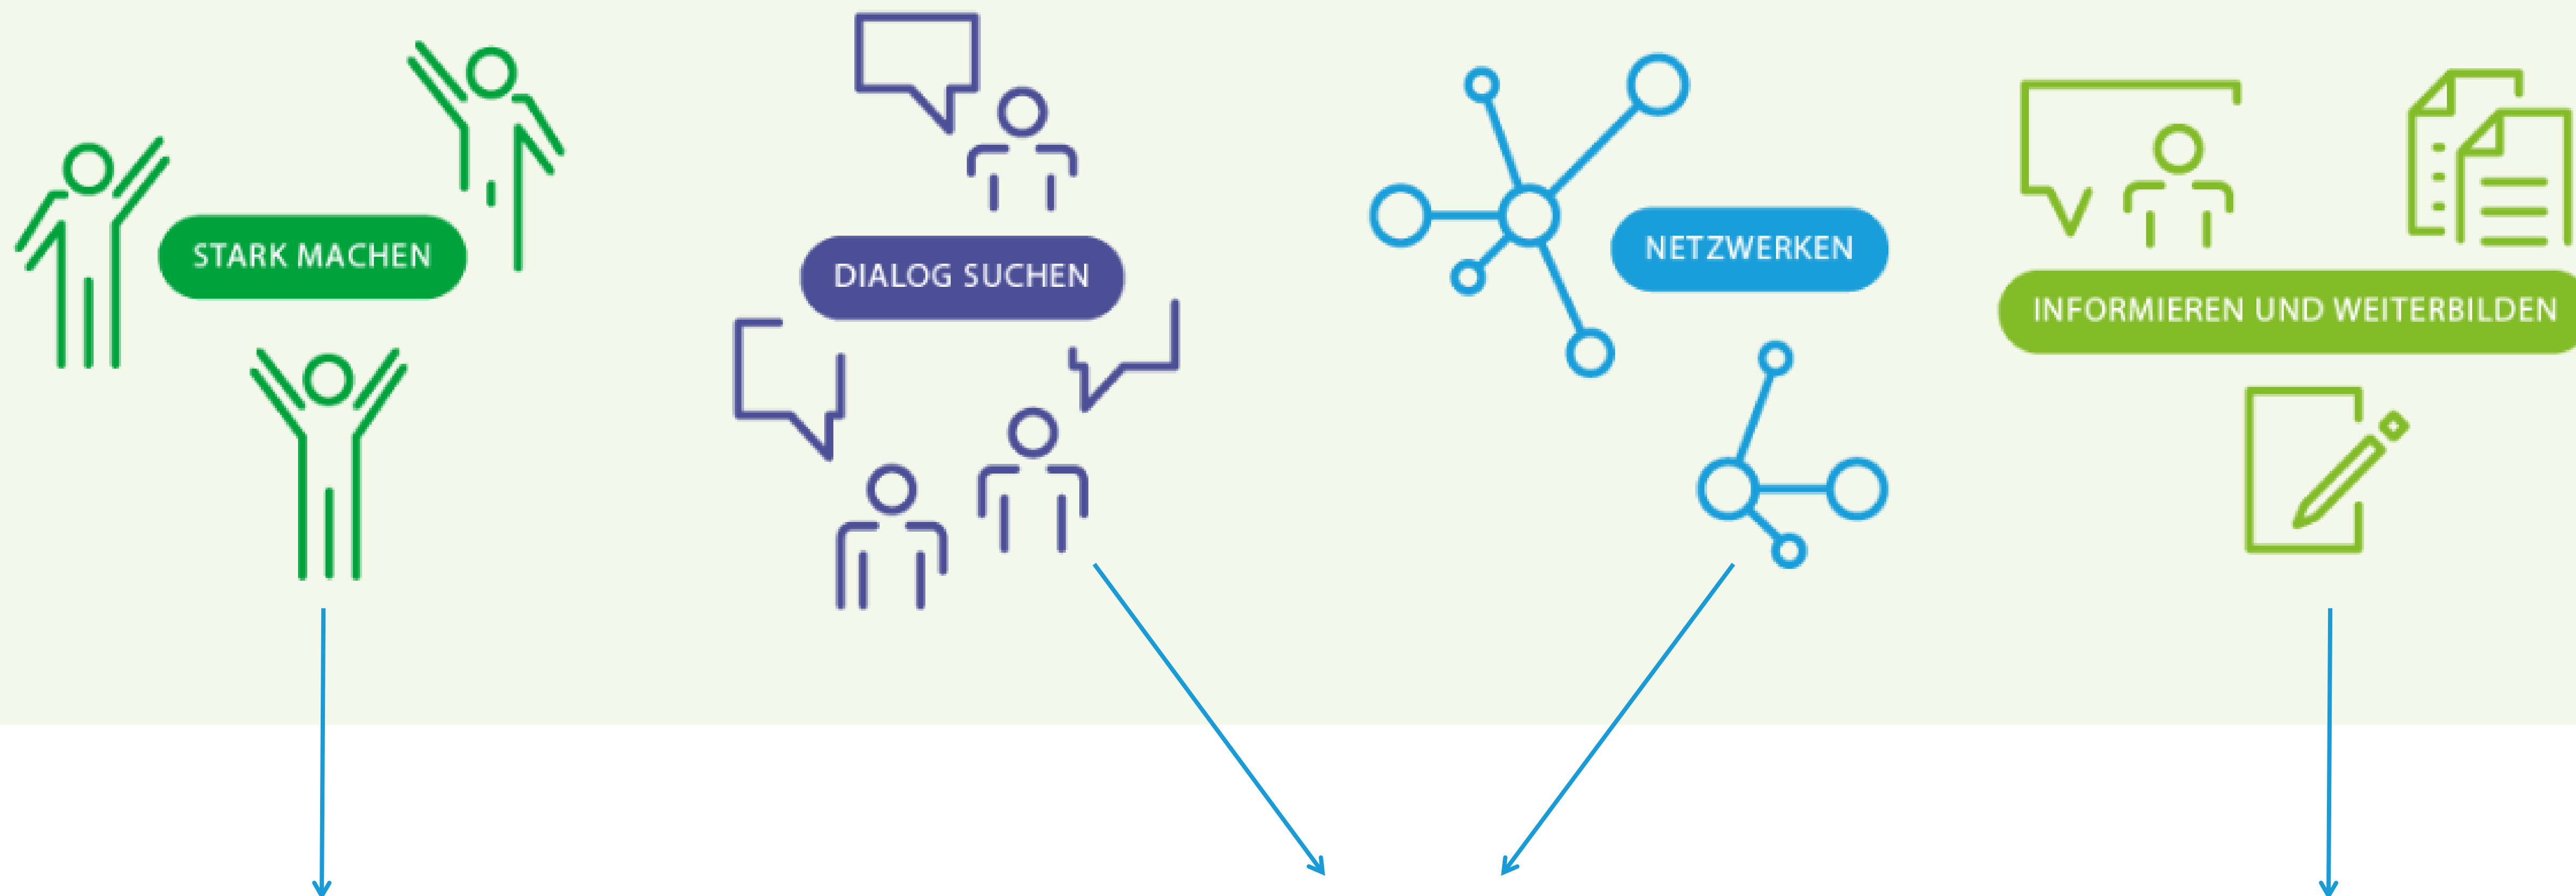 STARK MACHEN
DIALOG SUCHEN
NETZWERKEN
INFORMIEREN UND WEITERBILDEN